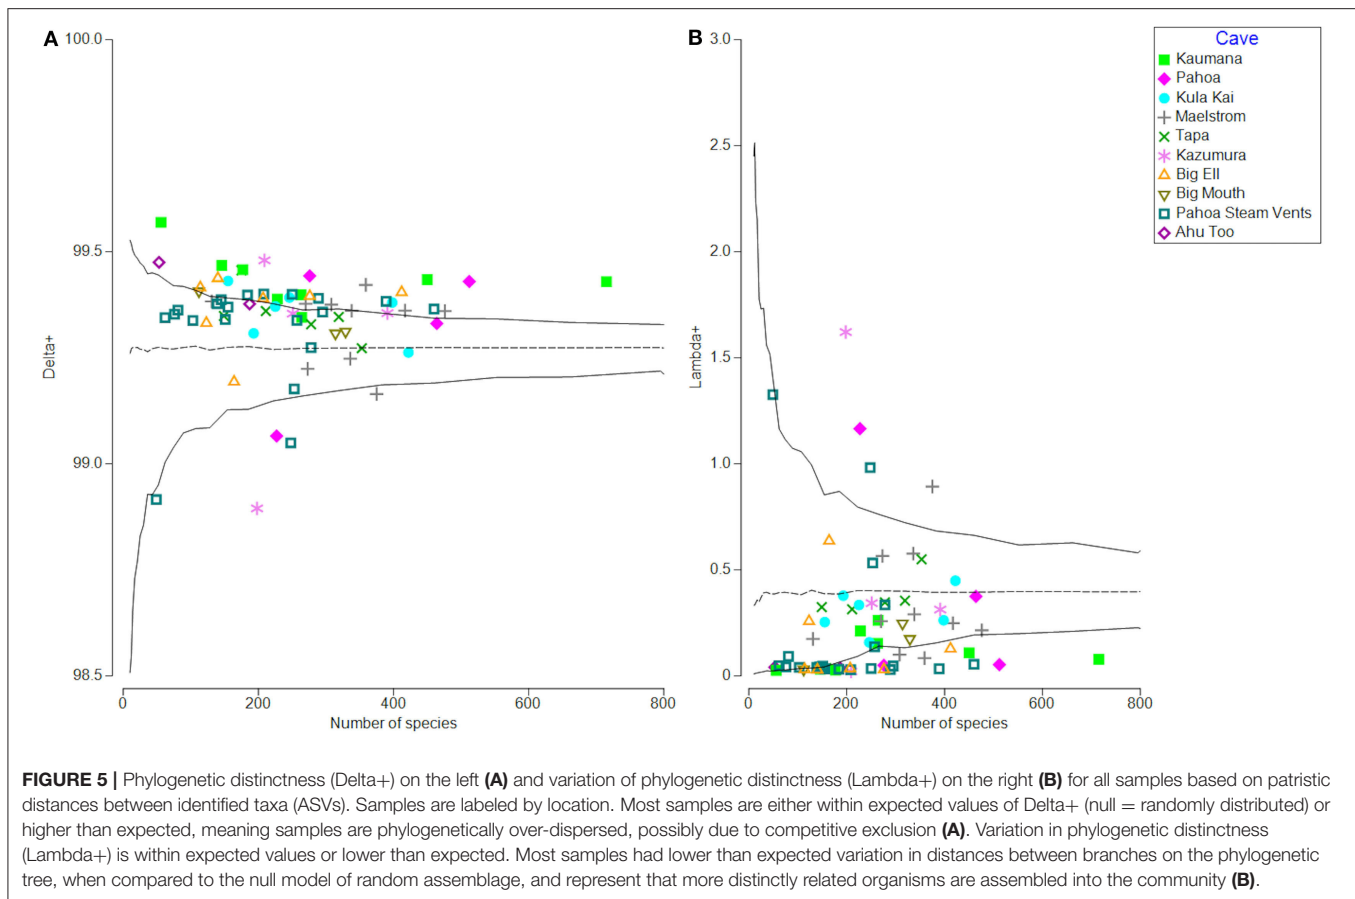 A
100.0
99.5
99.0
98.5
Delta+
0
200
400
600
800
Number of species
B
3.0
2.5
2.0
1.5
1.0
0.5
0
Lambda+
0
200
400
600
800
Number of species
Cave
Kaumana
Pahoa
Kula Kai
Maelstrom
Tapa
Kazumura
Big Ell
Big Mouth
Pahoa Steam Vents
Ahu Too
FIGURE 5 | Phylogenetic distinctness (Delta+) on the left (A) and variation of phylogenetic distinctness (Lambda+) on the right (B) for all samples based on patristic
distances between identified taxa (ASVs). Samples are labeled by location. Most samples are either within expected values of Delta+ (null = randomly distributed) or
higher than expected, meaning samples are phylogenetically over-dispersed, possibly due to competitive exclusion (A). Variation in phylogenetic distinctness
(Lambda+) is within expected values or lower than expected. Most samples had lower than expected variation in distances between branches on the phylogenetic
tree, when compared to the null model of random assemblage, and represent that more distinctly related organisms are assembled into the community (B).